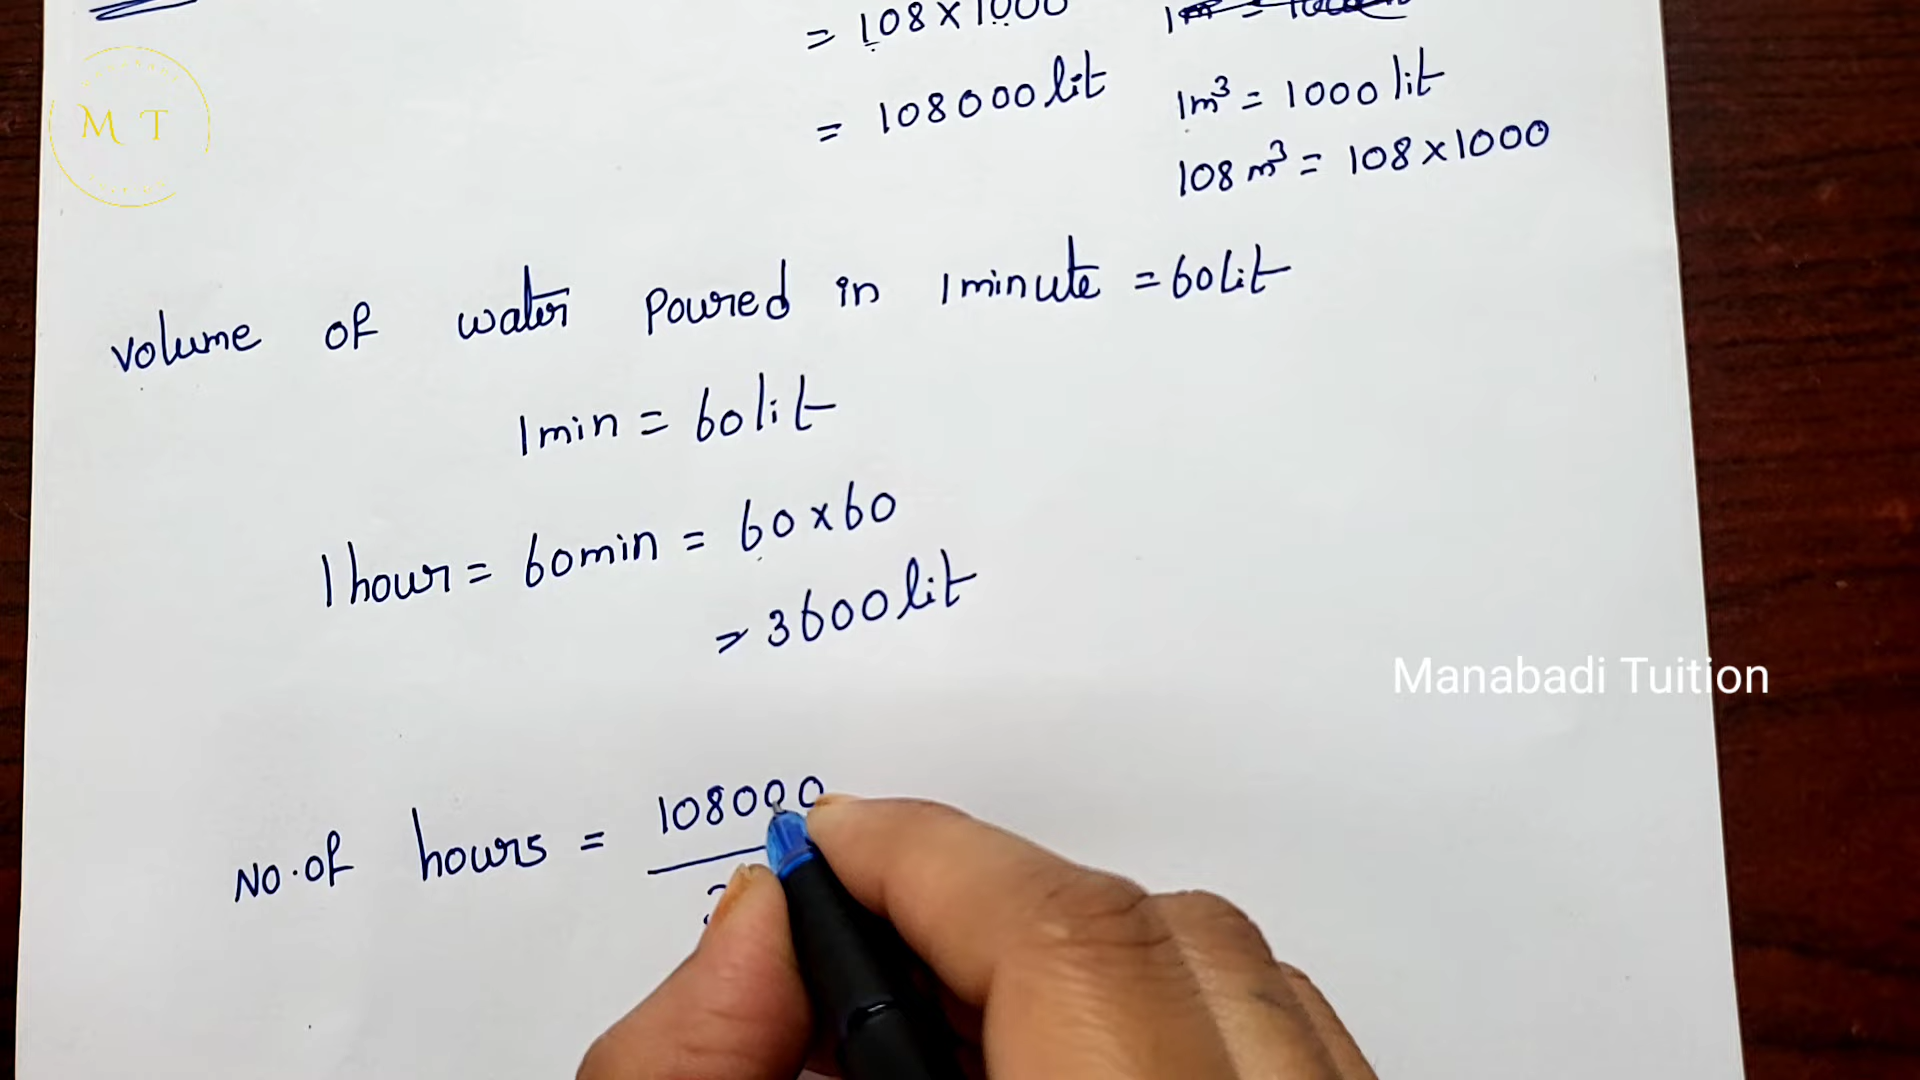 = 108 × 1000
= 108000 lit
1m³ = 1000 lit
108 m³ = 108 × 1000
M T
volume of water Poured in 1minute = 60Lit
1min = 60lit
1hour = 60min = 60 × 60
= 3600lit
Manabadi Tuition
No.of hours = 108000